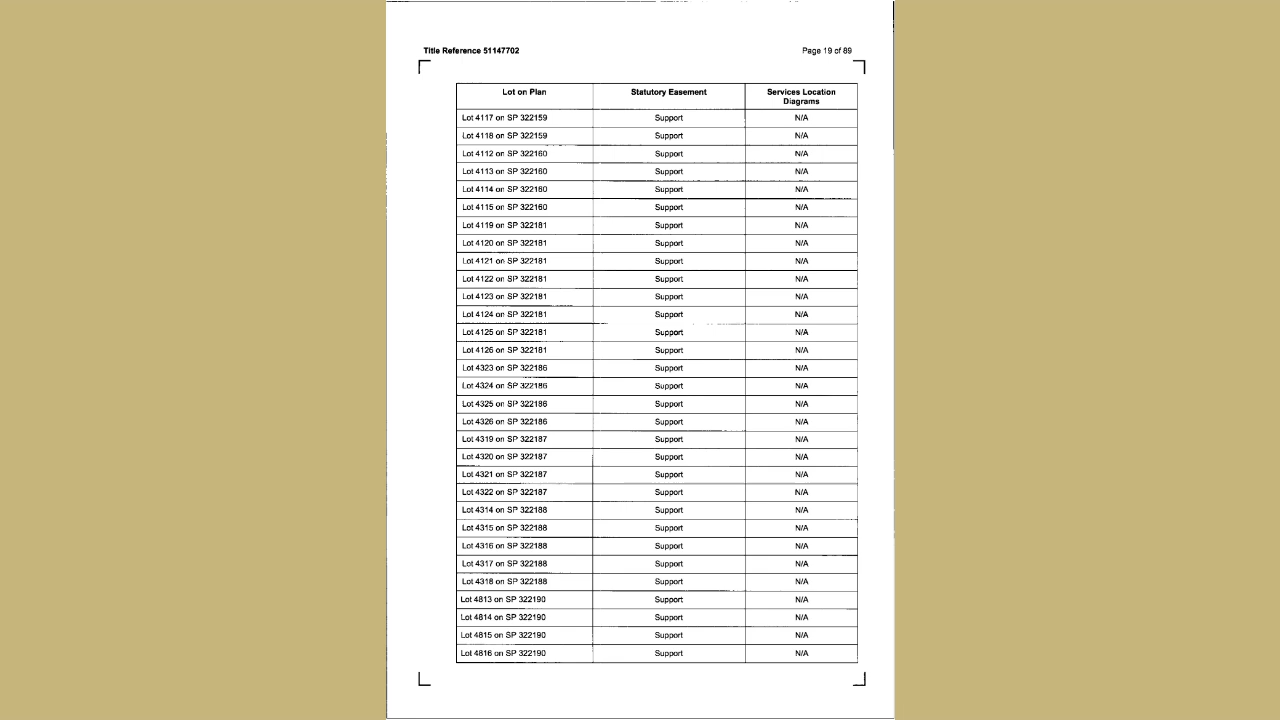 Title Reference 51147702 Page 19 of 89
Lot on Plan Statutory Easement Services Location Diagrams
Lot 4117 on SP 322159 Support N/A
Lot 4118 on SP 322159 Support N/A
Lot 4112 on SP 322160 Support N/A
Lot 4113 on SP 322160 Support N/A
Lot 4114 on SP 322160 Support N/A
Lot 4115 on SP 322160 Support N/A
Lot 4119 on SP 322181 Support N/A
Lot 4120 on SP 322181 Support N/A
Lot 4121 on SP 322181 Support N/A
Lot 4122 on SP 322181 Support N/A
Lot 4123 on SP 322181 Support N/A
Lot 4124 on SP 322181 Support N/A
Lot 4125 on SP 322181 Support N/A
Lot 4126 on SP 322181 Support N/A
Lot 4323 on SP 322186 Support N/A
Lot 4324 on SP 322186 Support N/A
Lot 4325 on SP 322186 Support N/A
Lot 4326 on SP 322186 Support N/A
Lot 4319 on SP 322187 Support N/A
Lot 4320 on SP 322187 Support N/A
Lot 4321 on SP 322187 Support N/A
Lot 4322 on SP 322187 Support N/A
Lot 4314 on SP 322188 Support N/A
Lot 4315 on SP 322188 Support N/A
Lot 4316 on SP 322188 Support N/A
Lot 4317 on SP 322188 Support N/A
Lot 4318 on SP 322188 Support N/A
Lot 4813 on SP 322190 Support N/A
Lot 4814 on SP 322190 Support N/A
Lot 4815 on SP 322190 Support N/A
Lot 4816 on SP 322190 Support N/A